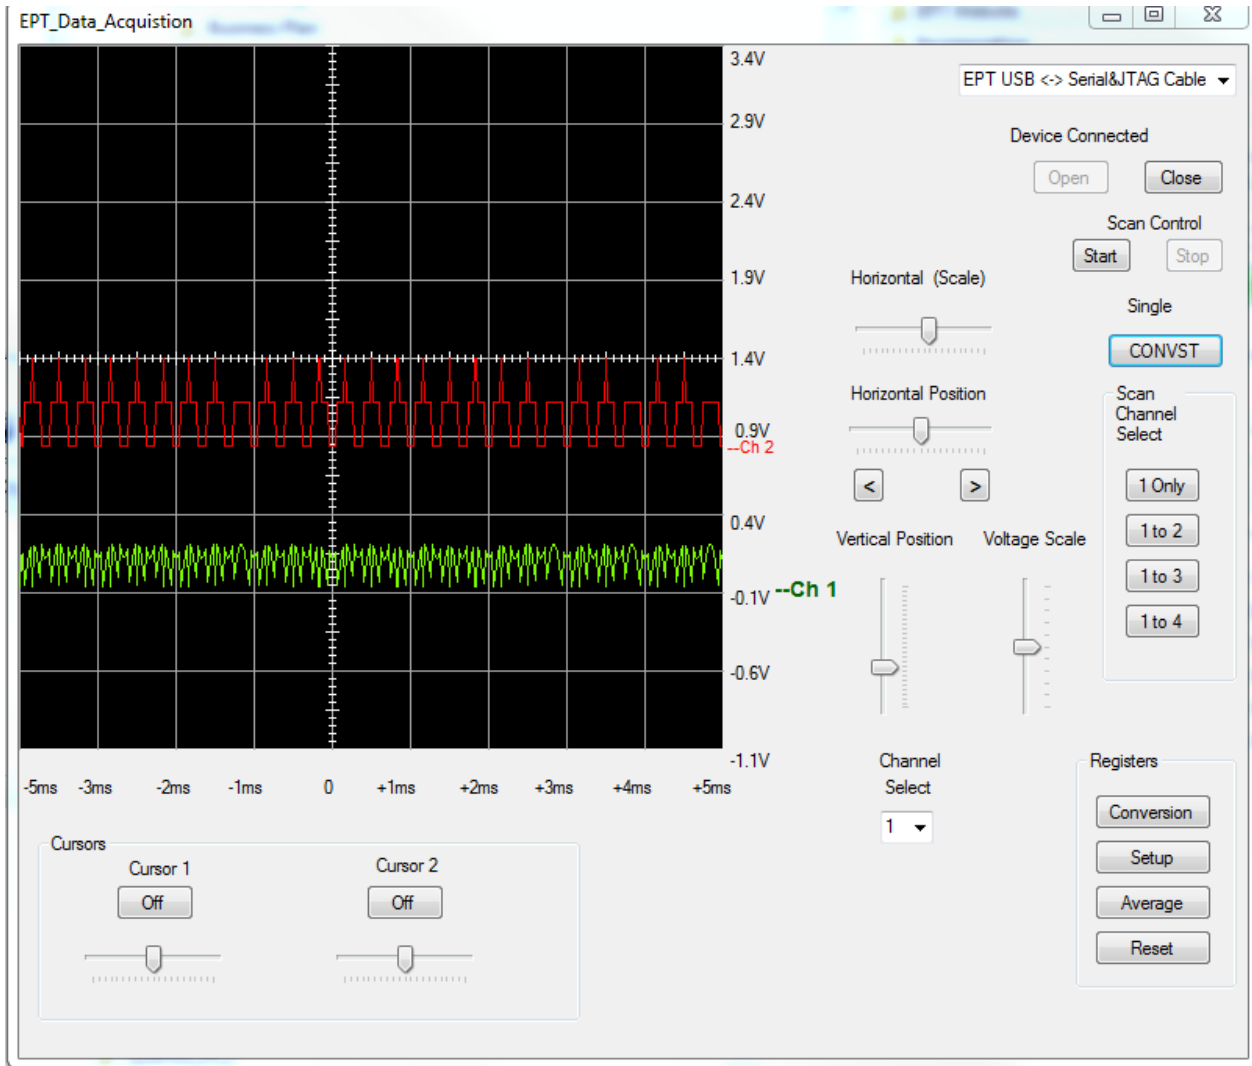 EPT_Data_Acquistion
3.4V
2.9V
2.4V
1.9V
1.4V
0.9V
--Ch 2
0.4V
-0.1V
--Ch 1
-0.6V
-1.1V
-5ms -3ms -2ms -1ms 0 +1ms +2ms +3ms +4ms +5ms
EPT USB <-> Serial&JTAG Cable
Device Connected
Open Close
Scan Control
Start Stop
Horizontal (Scale)
Single
CONVST
Horizontal Position
< >
Scan
Channel
Select
1 Only
1 to 2
1 to 3
1 to 4
Vertical Position Voltage Scale
Channel
Select
1
Registers
Conversion
Setup
Average
Reset
Cursors
Cursor 1 Cursor 2
Off Off